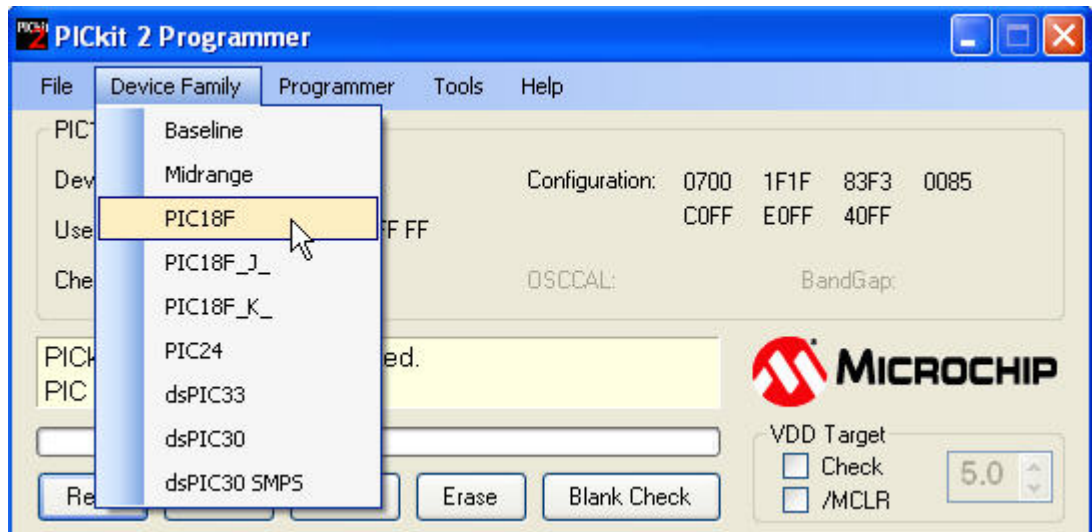 PICkit 2 Programmer
File Device Family Programmer Tools Help
Baseline
Midrange
PIC18F
PIC18F_J_
PIC18F_K_
PIC24
dsPIC33
dsPIC30
dsPIC30 SMPS
Configuration: 0700 1F1F 83F3 0085
C0FF E0FF 40FF
FF
OSCCAL: BandGap:
PIC
MICROCHIP
VDD Target
Check
/MCLR
5.0
Erase Blank Check